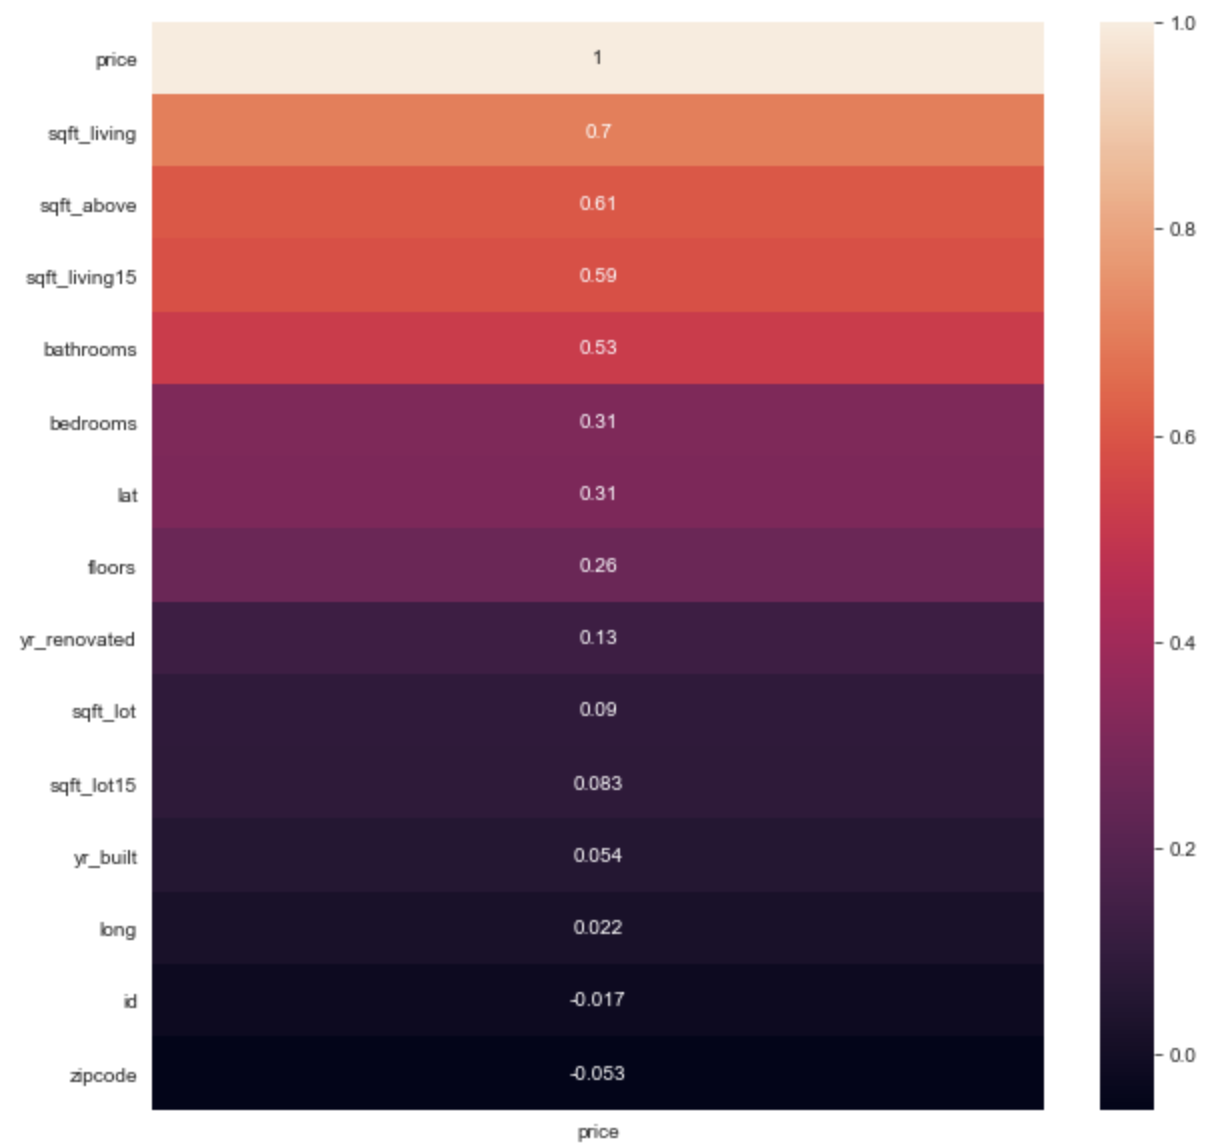 price 1
sqft_living 0.7
sqft_above 0.61
sqft_living15 0.59
bathrooms 0.53
bedrooms 0.31
lat 0.31
floors 0.26
yr_renovated 0.13
sqft_lot 0.09
sqft_lot15 0.083
yr_built 0.054
long 0.022
id -0.017
zipcode -0.053
price
1.0
0.8
0.6
0.4
0.2
0.0